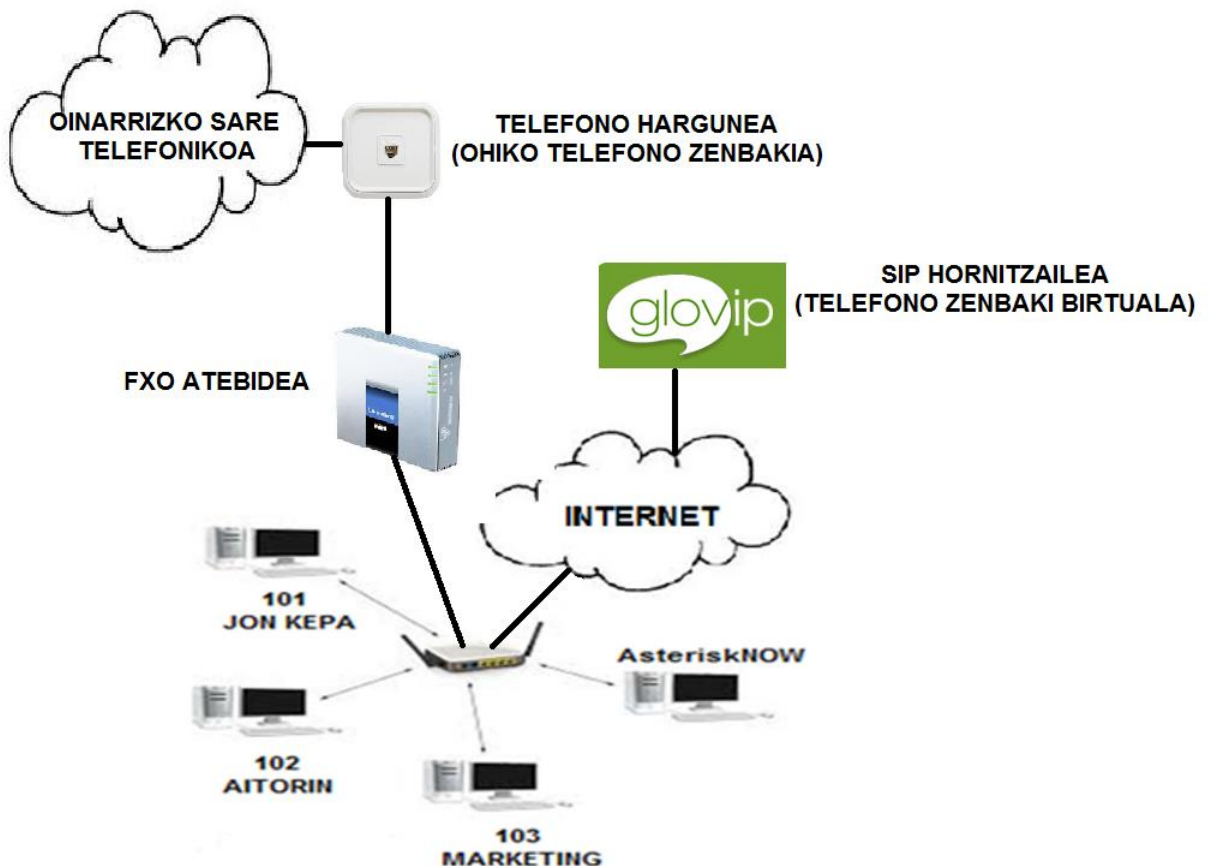 OINARRIZKO SARE
TELEFONIKOA
TELEFONO HARGUNEA
(OHIKO TELEFONO ZENBAKIA)
SIP HORNITZAILEA
(TELEFONO ZENBAKI BIRTUALA)
glovip
FXO ATEBIDEA
INTERNET
101
JON KEPA
AsteriskNOW
102
AITORIN
103
MARKETING